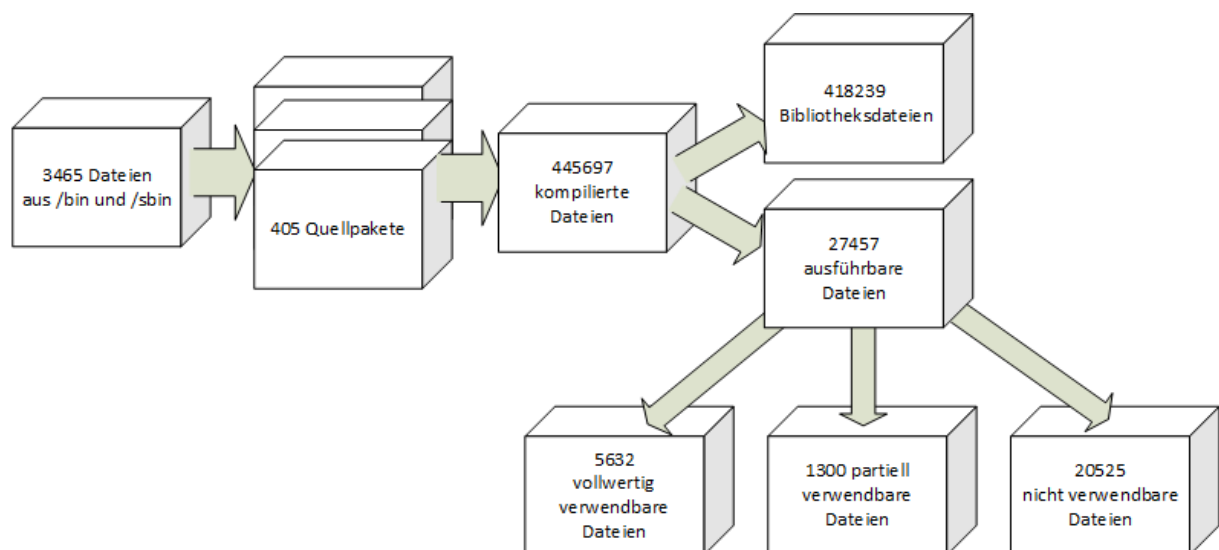 3465 Dateien
aus /bin und /sbin
405 Quellpakete
445697
kompilierte
Dateien
418239
Bibliotheksdateien
27457
ausführbare
Dateien
5632
vollwertig
verwendbare
Dateien
1300 partiell
verwendbare
Dateien
20525
nicht verwendbare
Dateien